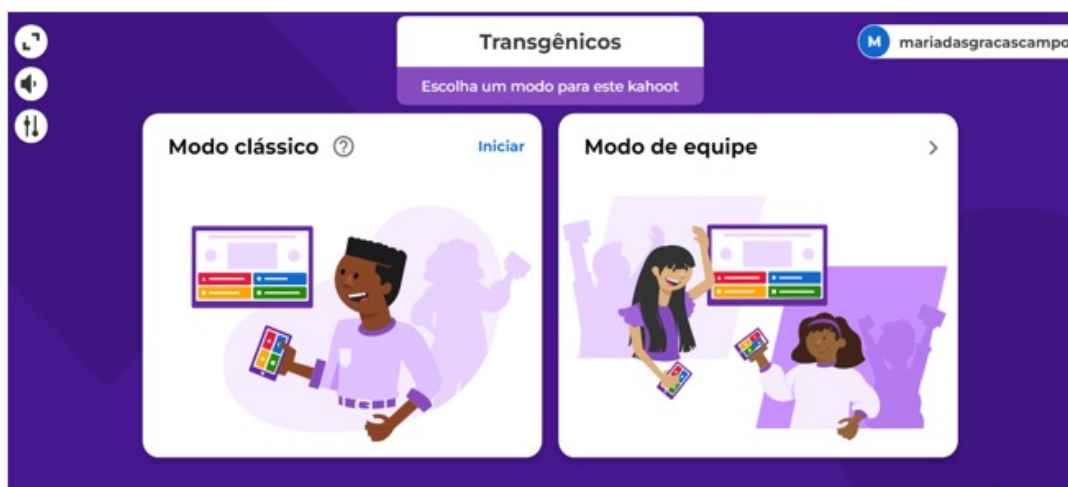 Transgênicos
M mariadasgracascampo
Escolha um modo para este kahoot
Modo clássico ? Iniciar
Modo de equipe